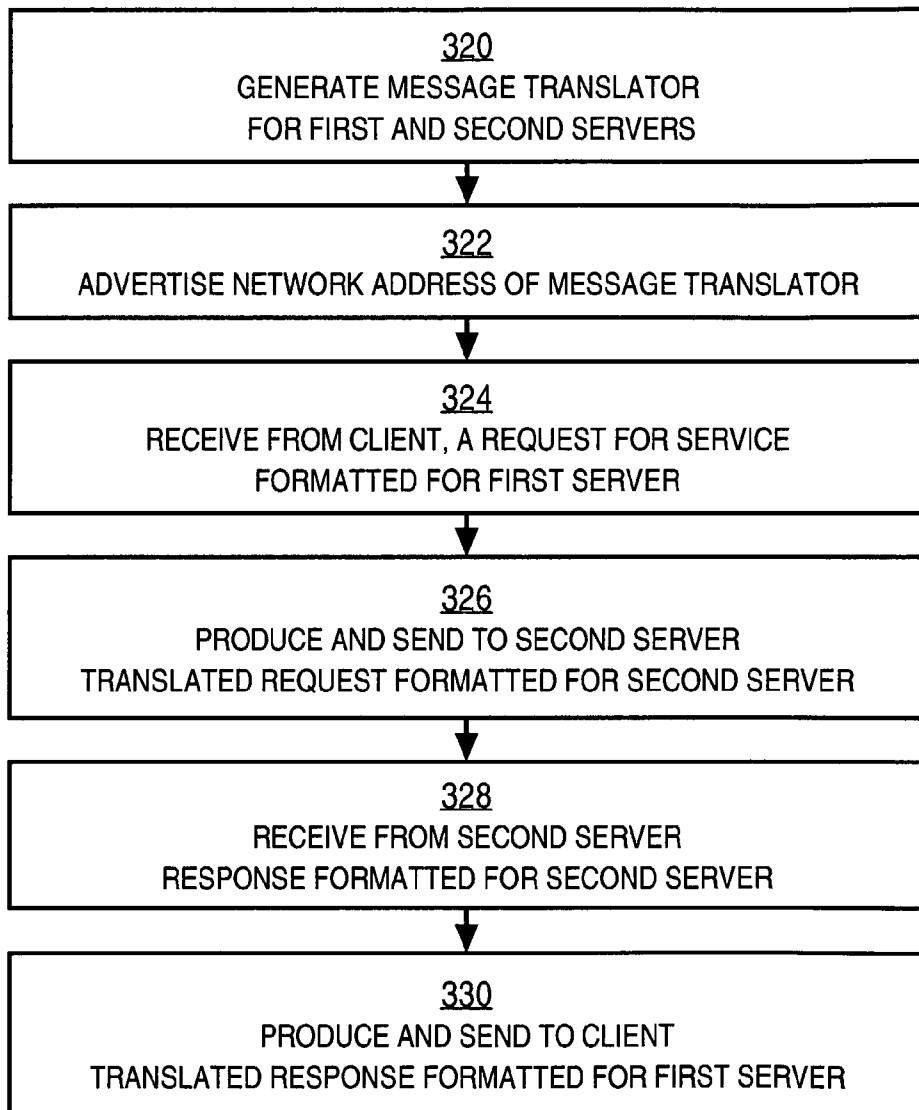 320
GENERATE MESSAGE TRANSLATOR
FOR FIRST AND SECOND SERVERS
322
ADVERTISE NETWORK ADDRESS OF MESSAGE TRANSLATOR
324
RECEIVE FROM CLIENT, A REQUEST FOR SERVICE
FORMATTED FOR FIRST SERVER
326
PRODUCE AND SEND TO SECOND SERVER
TRANSLATED REQUEST FORMATTED FOR SECOND SERVER
328
RECEIVE FROM SECOND SERVER
RESPONSE FORMATTED FOR SECOND SERVER
330
PRODUCE AND SEND TO CLIENT
TRANSLATED RESPONSE FORMATTED FOR FIRST SERVER